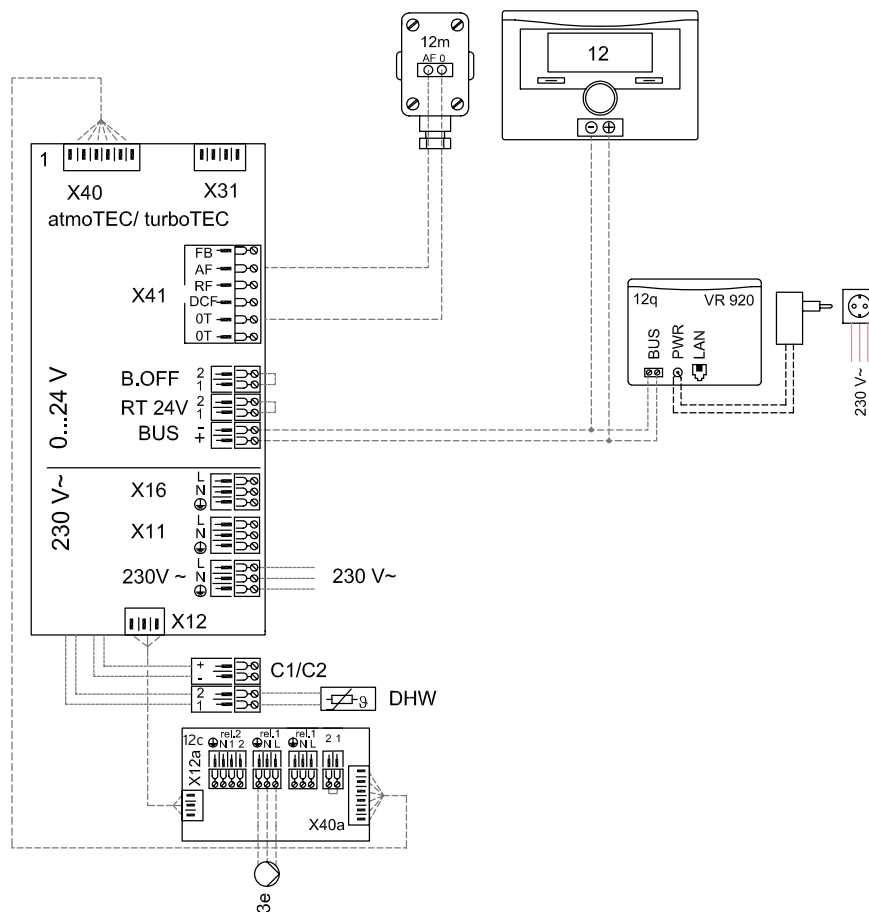 12m
AF 0
12
1
X40
X31
atmoTEC/ turboTEC
X41
FB
AF
RF
DCF
0T
0T
12q
VR 920
BUS
PWR
LAN
230 V~
0...24 V
B.OFF
2
1
RT 24V
2
1
BUS
-
+
230 V~
X16
L
N
X11
L
N
230V ~
L
N
230 V~
X12
+
-
C1/C2
2
1
ϑ
DHW
12c
X12a
rel.2
N 1 2
rel.1
N L
rel.1
N L
2 1
X40a
3e